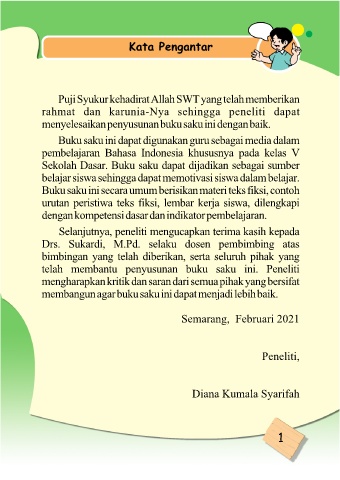 Kata Pengantar
Puji Syukur kehadirat Allah SWT yang telah memberikan
rahmat dan karunia-Nya sehingga peneliti dapat
menyelesaikan penyusunan buku saku ini dengan baik.
Buku saku ini dapat digunakan guru sebagai media dalam
pembelajaran Bahasa Indonesia khususnya pada kelas V
Sekolah Dasar. Buku saku dapat dijadikan sebagai sumber
belajar siswa sehingga dapat memotivasi siswa dalam belajar.
Buku saku ini secara umum berisikan materi teks fiksi, contoh
urutan peristiwa teks fiksi, lembar kerja siswa, dilengkapi
dengan kompetensi dasar dan indikator pembelajaran.
Selanjutnya, peneliti mengucapkan terima kasih kepada
Drs. Sukardi, M.Pd. selaku dosen pembimbing atas
bimbingan yang telah diberikan, serta seluruh pihak yang
telah membantu penyusunan buku saku ini. Peneliti
mengharapkan kritik dan saran dari semua pihak yang bersifat
membangun agar buku saku ini dapat menjadi lebih baik.
Semarang, Februari 2021
Peneliti,
Diana Kumala Syarifah
1